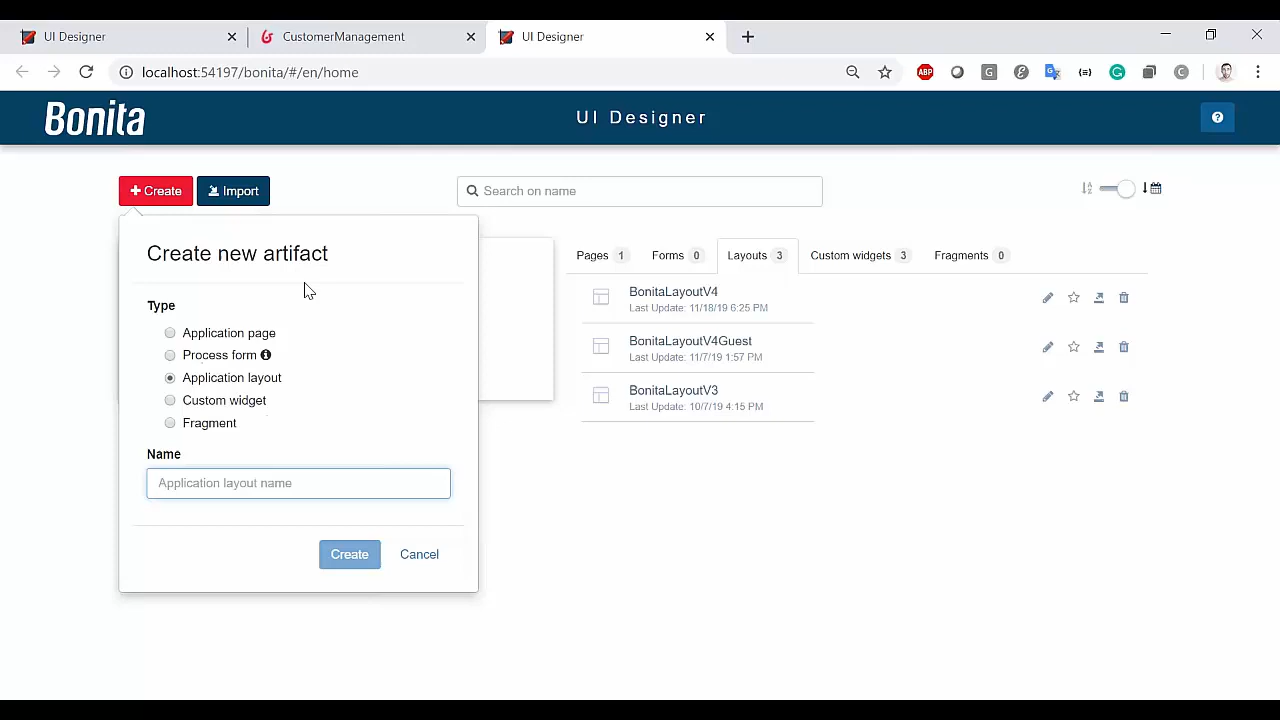 UI Designer
CustomerManagement
UI Designer
localhost:54197/bonita/#/en/home
ABP
Bonita
UI Designer
Create
Import
Search on name
Create new artifact
Type
Application page
Process form
Application layout
Custom widget
Fragment
Name
Application layout name
Create
Cancel
Pages 1
Forms 0
Layouts 3
Custom widgets 3
Fragments 0
BonitaLayoutV4
Last Update: 11/18/19 6:25 PM
BonitaLayoutV4Guest
Last Update: 11/7/19 1:57 PM
BonitaLayoutV3
Last Update: 10/7/19 4:15 PM